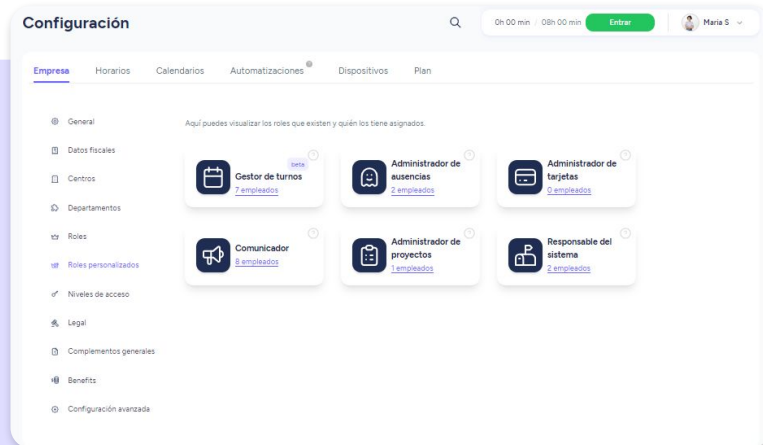 Configuración
0h 00 min / 08h 00 min
Entrar
Maria S
Empresa
Horarios
Calendarios
Automatizaciones
Dispositivos
Plan
General
Datos fiscales
Centros
Departamentos
Roles
Roles personalizados
Niveles de acceso
Legal
Complementos generales
Benefits
Configuración avanzada
Aquí puedes visualizar los roles que existen y quién los tiene asignados.
beta
Gestor de turnos
7 empleados
Administrador de
ausencias
2 empleados
Administrador de
tarjetas
0 empleados
Comunicador
8 empleados
Administrador de
proyectos
1 empleados
Responsable del
sistema
2 empleados